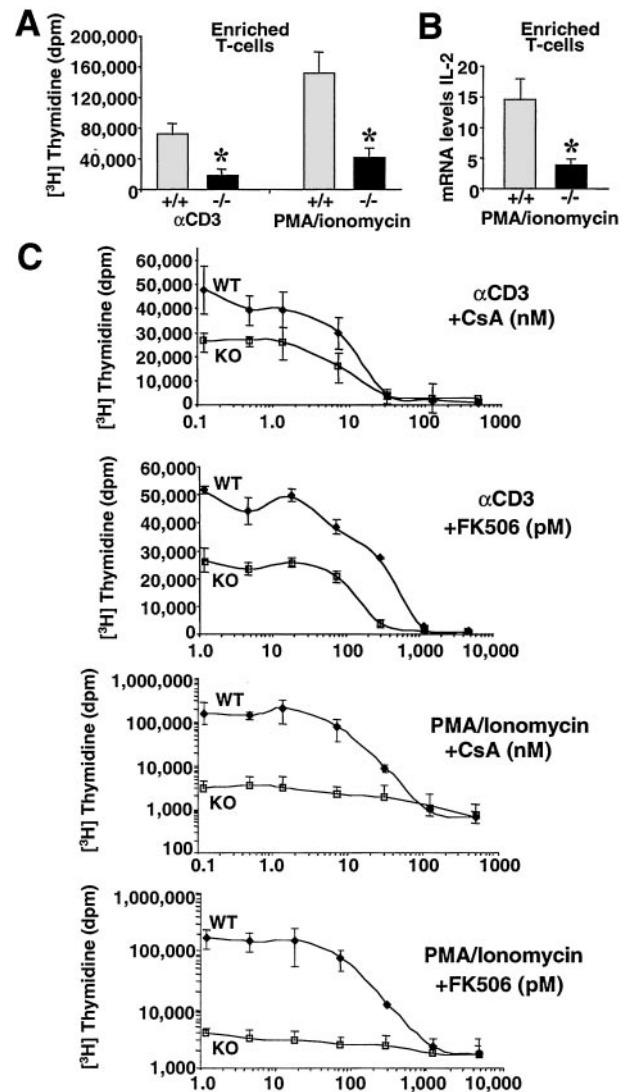 A
Enriched
T-cells
[³H] Thymidine (dpm)
200,000
160,000
120,000
80,000
40,000
0
*
*
+/+ -/- +/+ -/-
αCD3 PMA/ionomycin
B
Enriched
T-cells
mRNA levels IL-2
20
15
10
5
0
*
+/+ -/-
PMA/ionomycin
C
[³H] Thymidine (dpm)
60,000
50,000
40,000
30,000
20,000
10,000
0
WT
KO
αCD3
+CsA (nM)
0.1 1.0 10 100 1000
[³H] Thymidine (dpm)
60,000
50,000
40,000
30,000
20,000
10,000
0
WT
KO
αCD3
+FK506 (pM)
1.0 10 100 1,000 10,000
[³H] Thymidine (dpm)
1,000,000
100,000
10,000
1,000
100
WT
KO
PMA/Ionomycin
+CsA (nM)
0.1 1.0 10 100 1000
[³H] Thymidine (dpm)
1,000,000
100,000
10,000
1,000
WT
KO
PMA/Ionomycin
+FK506 (pM)
1.0 10 100 1,000 10,000